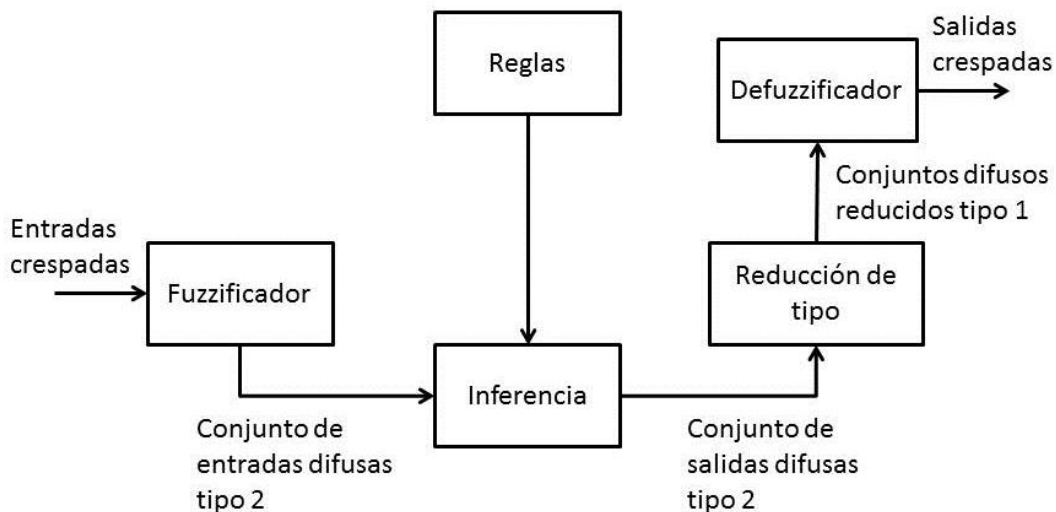 Salidas
crespadas
Reglas
Defuzzificador
Conjuntos difusos
reducidos tipo 1
Entradas
crespadas
Fuzzificador
Reducción de
tipo
Inferencia
Conjunto de
entradas difusas
tipo 2
Conjunto de
salidas difusas
tipo 2